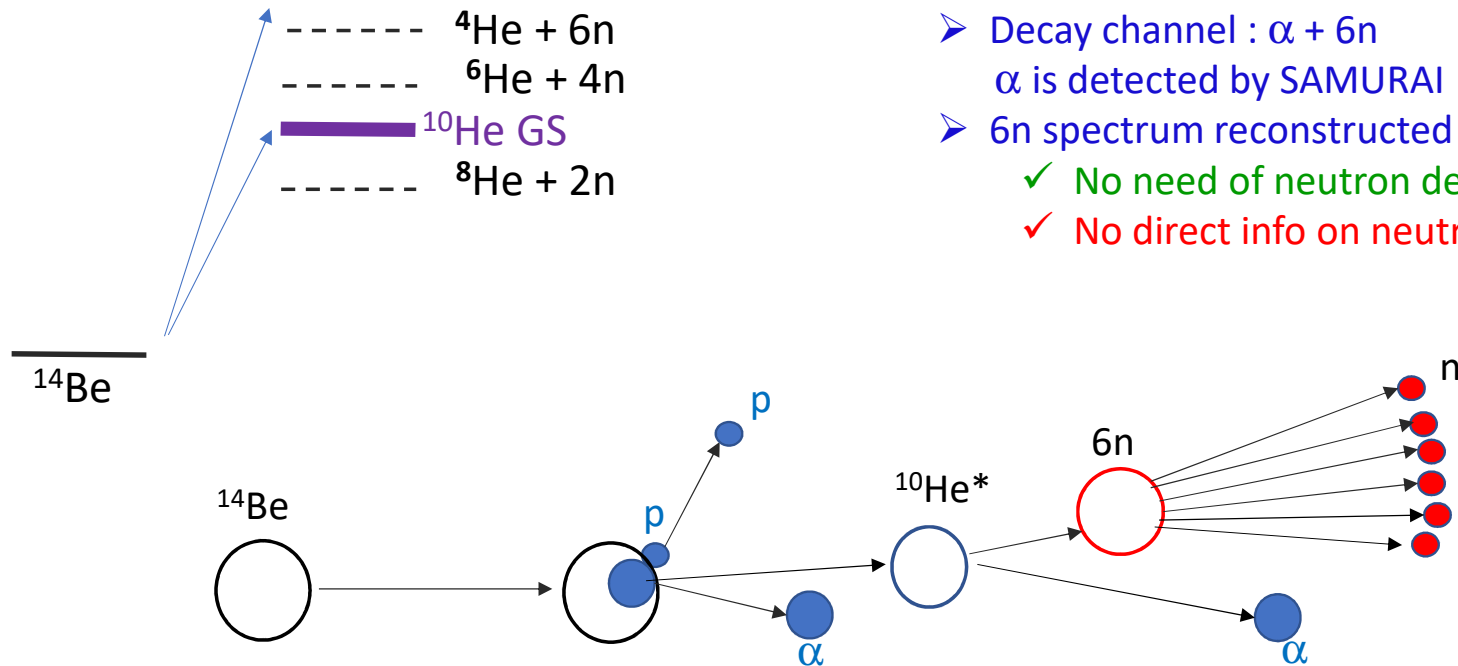 ⁴He + 6n
⁶He + 4n
¹⁰He GS
⁸He + 2n
¹⁴Be
➢ Decay channel : α + 6n
α is detected by SAMURAI
➢ 6n spectrum reconstructed
✓ No need of neutron de
✓ No direct info on neutr
¹⁴Be
p
p
α
¹⁰He*
6n
n
α